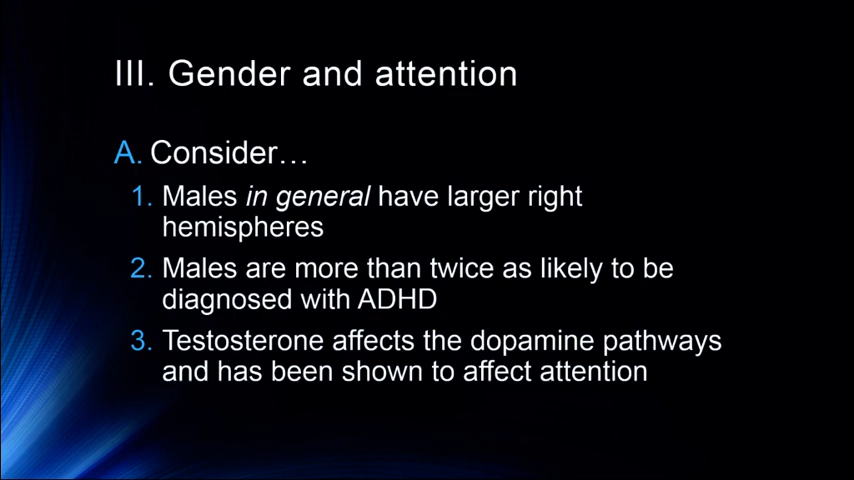 III. Gender and attention
A. Consider…
1. Males in general have larger right
hemispheres
2. Males are more than twice as likely to be
diagnosed with ADHD
3. Testosterone affects the dopamine pathways
and has been shown to affect attention